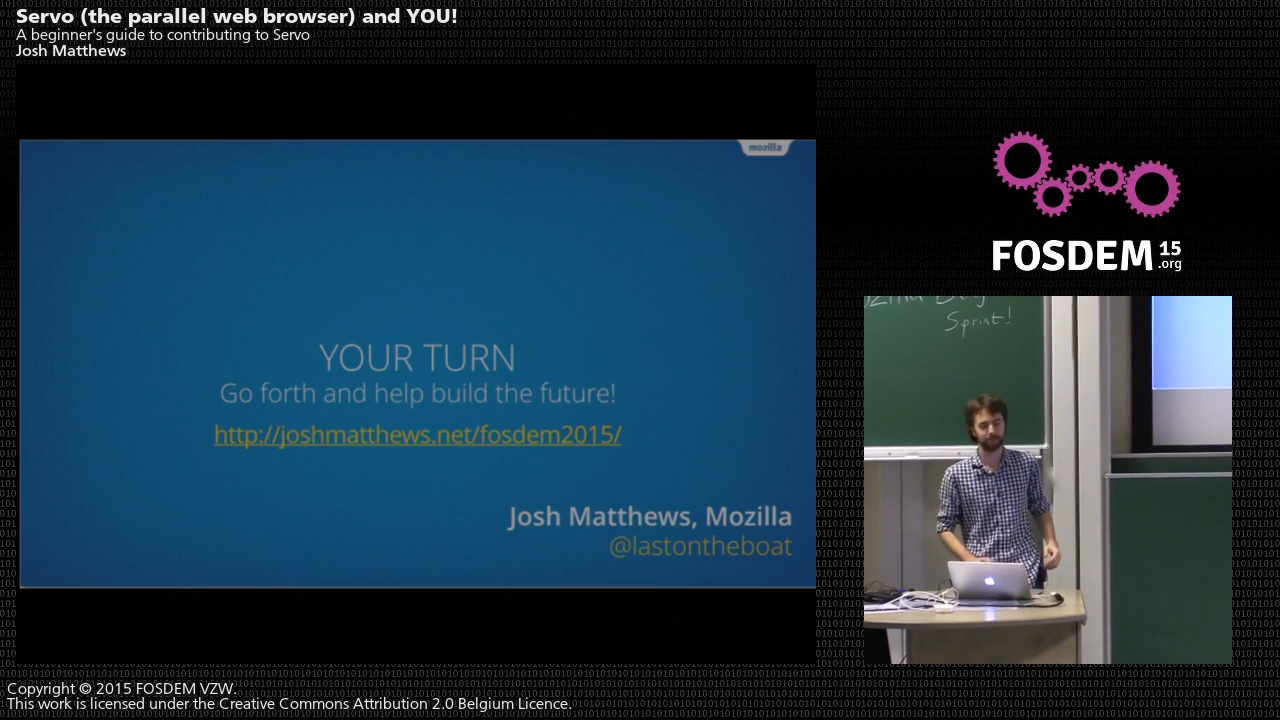 Servo (the parallel web browser) and YOU!
A beginner's guide to contributing to Servo
Josh Matthews
mozilla
YOUR TURN
Go forth and help build the future!
http://joshmatthews.net/fosdem2015/
Josh Matthews, Mozilla
@lastontheboat
FOSDEM 15
.org
Sprint!
Copyright © 2015 FOSDEM VZW.
This work is licensed under the Creative Commons Attribution 2.0 Belgium Licence.